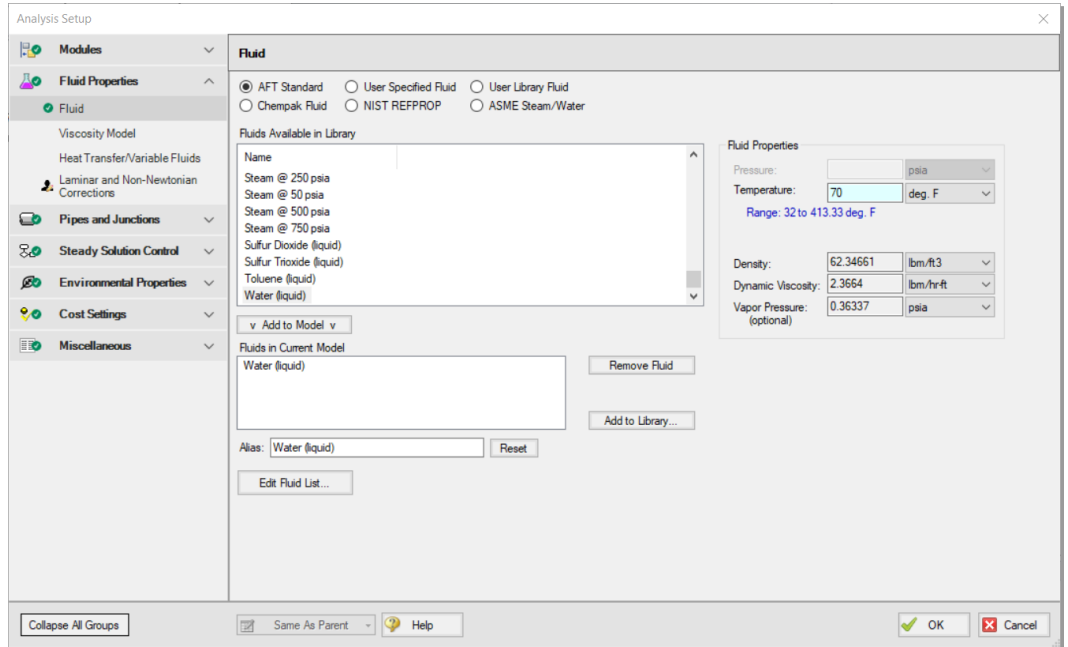 Analysis Setup
Modules
Fluid Properties
Fluid
Viscosity Model
Heat Transfer/Variable Fluids
Laminar and Non-Newtonian
Corrections
Pipes and Junctions
Steady Solution Control
Environmental Properties
Cost Settings
Miscellaneous
Fluid
AFT Standard User Specified Fluid User Library Fluid
Chempak Fluid NIST REFPROP ASME Steam/Water
Fluids Available in Library
Name
Steam @ 250 psia
Steam @ 50 psia
Steam @ 500 psia
Steam @ 750 psia
Sulfur Dioxide (liquid)
Sulfur Trioxide (liquid)
Toluene (liquid)
Water (liquid)
v Add to Model v
Fluids in Current Model
Water (liquid)
Remove Fluid
Add to Library...
Alias: Water (liquid) Reset
Edit Fluid List...
Fluid Properties
Pressure: psia
Temperature: 70 deg. F
Range: 32 to 413.33 deg. F
Density: 62.34661 lbm/ft3
Dynamic Viscosity: 2.3664 lbm/hr-ft
Vapor Pressure: 0.36337 psia
(optional)
Collapse All Groups Same As Parent Help OK Cancel